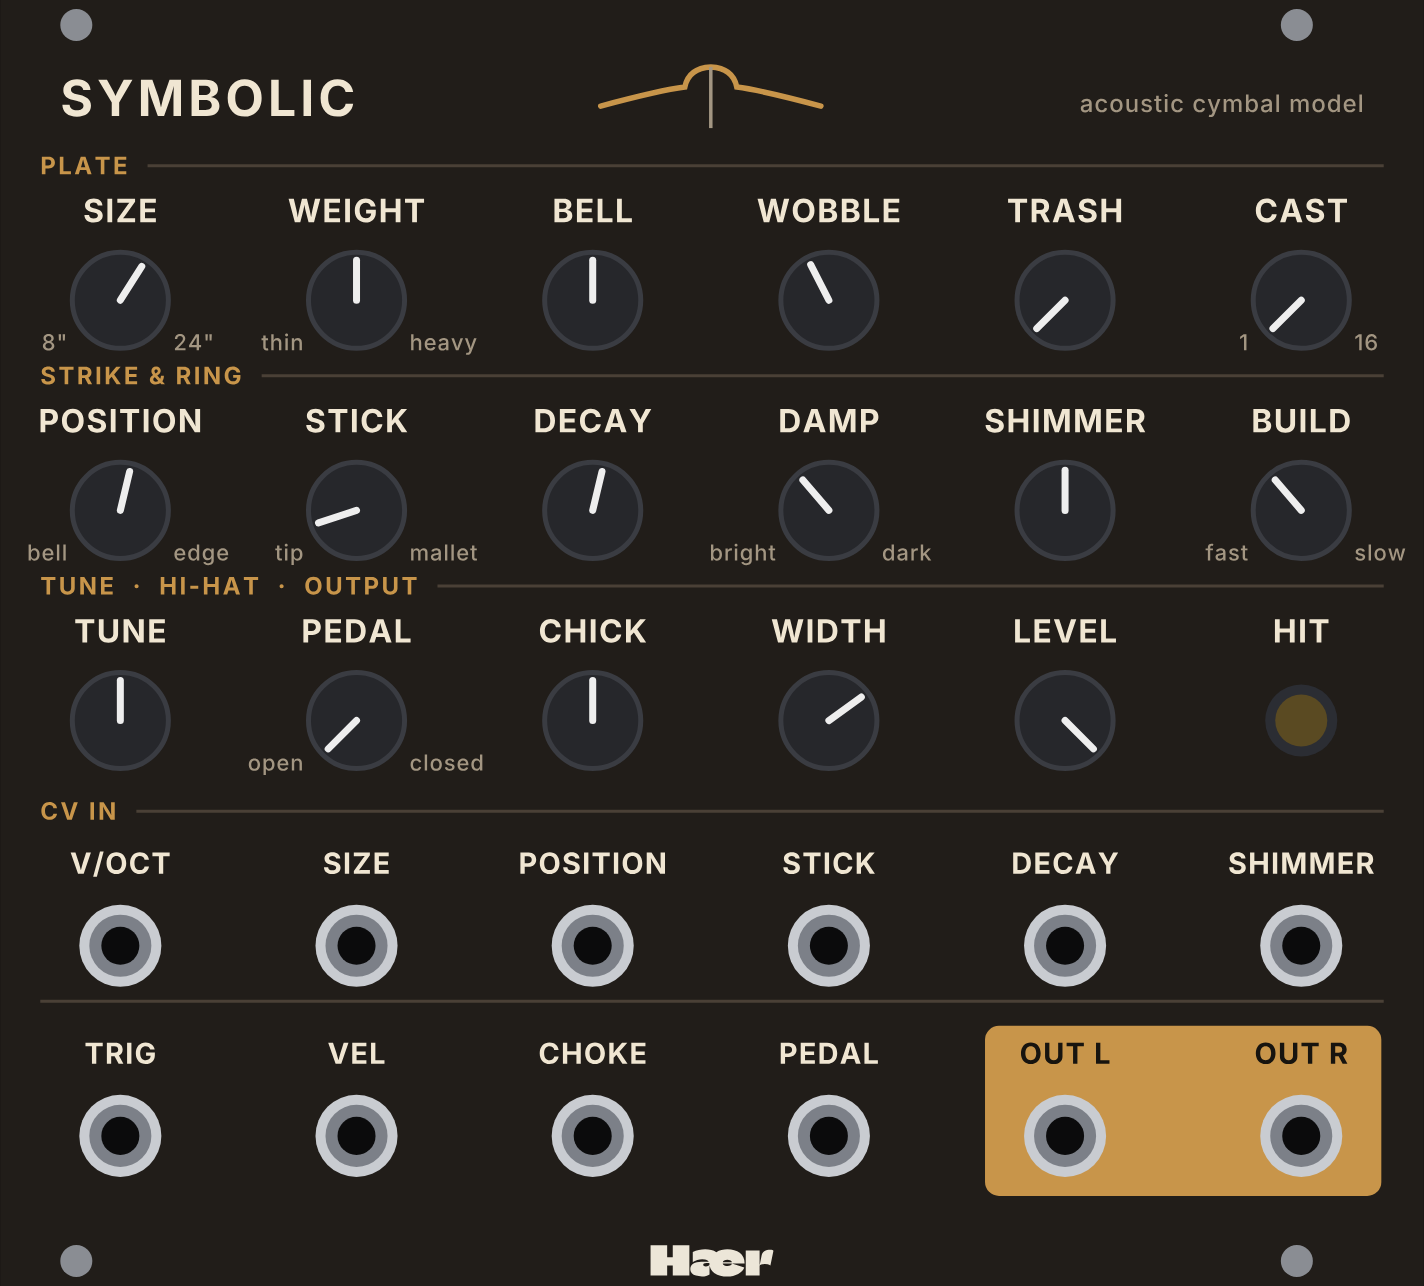 SYMBOLIC
acoustic cymbal model
PLATE
SIZE WEIGHT BELL WOBBLE TRASH CAST
8" 24" thin heavy 1 16
STRIKE & RING
POSITION STICK DECAY DAMP SHIMMER BUILD
bell edge tip mallet bright dark fast slow
TUNE · HI-HAT · OUTPUT
TUNE PEDAL CHICK WIDTH LEVEL HIT
open closed
CV IN
V/OCT SIZE POSITION STICK DECAY SHIMMER
TRIG VEL CHOKE PEDAL OUT L OUT R
Hær